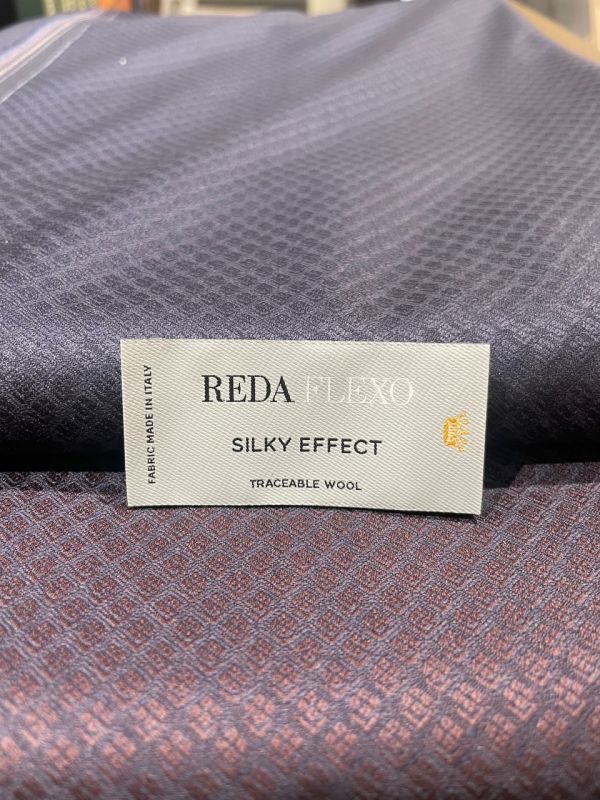 FABRIC MADE IN ITALY
REDA FLEXO
SILKY EFFECT
TRACEABLE WOOL